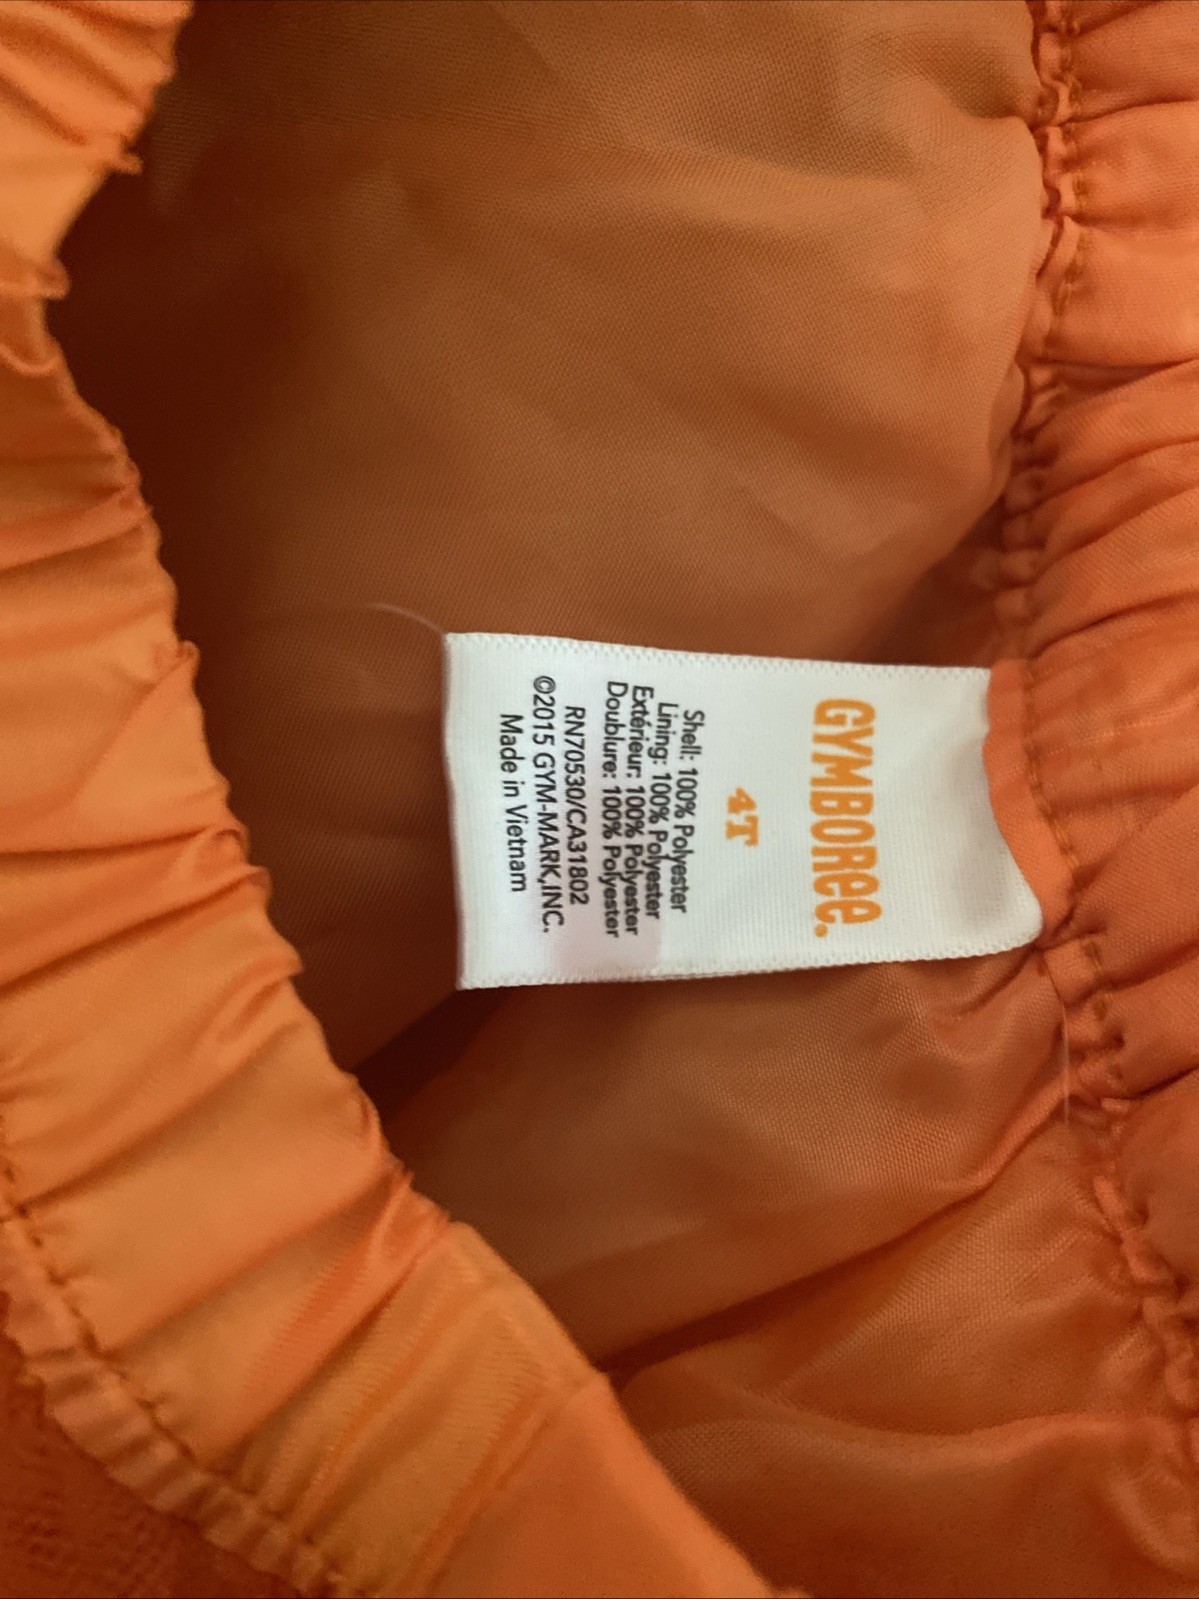 GYMBOREE.
4T
Shell: 100% Polyester
Lining: 100% Polyester
Extérieur: 100% Polyester
Doublure: 100% Polyester
RN70530/CA31802
©2015 GYM-MARK,INC.
Made in Vietnam